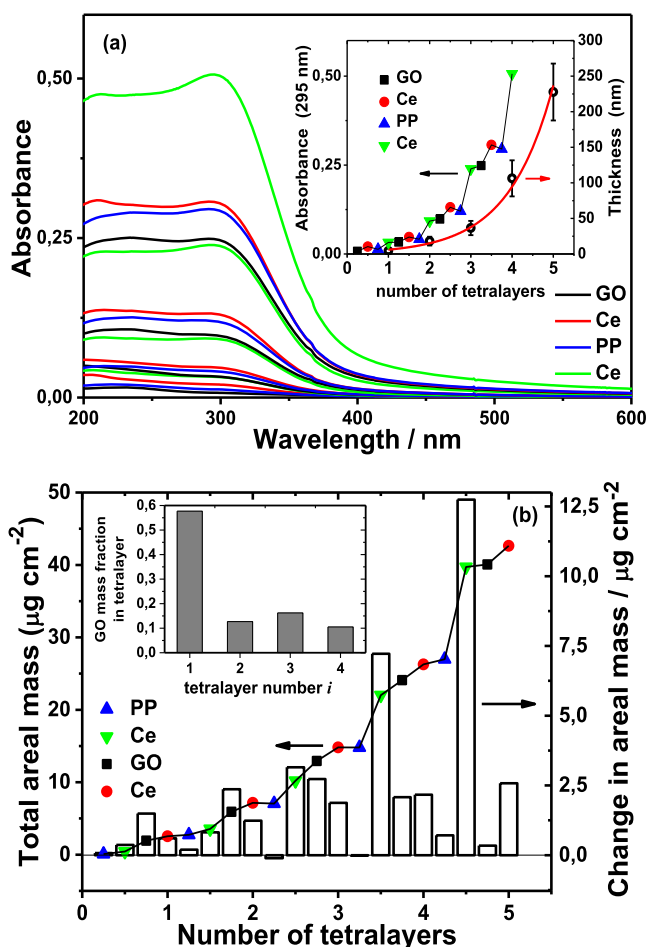 (a)
Absorbance
0,50
0,25
0,00
200 300 400 500 600
Wavelength / nm
GO
Ce
PP
Ce
Absorbance (295 nm)
0,50
0,25
0,00
GO
Ce
PP
Ce
0 1 2 3 4 5
number of tetralayers
300
250
200
150
100
50
0
Thickness (nm)
(b)
Total areal mass (µg cm-2)
50
40
30
20
10
0
GO mass fraction
in tetralayer
0,6
0,5
0,4
0,3
0,2
0,1
0,0
1 2 3 4
tetralayer number i
PP
Ce
GO
Ce
12,5
10,0
7,5
5,0
2,5
0,0
Change in areal mass / µg cm-2
0 1 2 3 4 5
Number of tetralayers